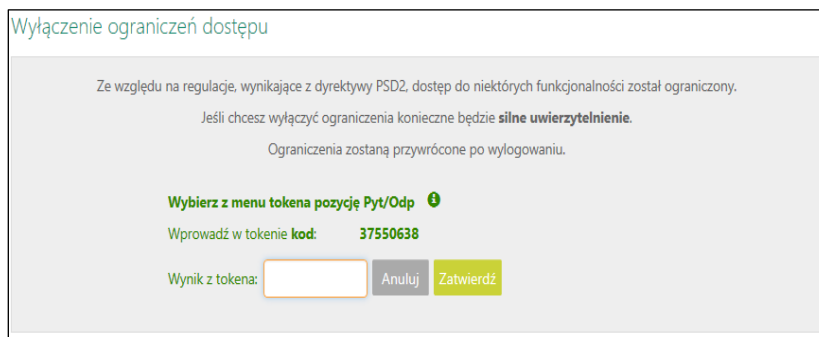 Wyłączenie ograniczeń dostępu
Ze względu na regulacje, wynikające z dyrektywy PSD2, dostęp do niektórych funkcjonalności został ograniczony.
Jeśli chcesz wyłączyć ograniczenia konieczne będzie silne uwierzytelnienie.
Ograniczenia zostaną przywrócone po wylogowaniu.
Wybierz z menu tokena pozycję Pyt/Odp
Wprowadź w tokenie kod: 37550638
Wynik z tokena: Anuluj Zatwierdź